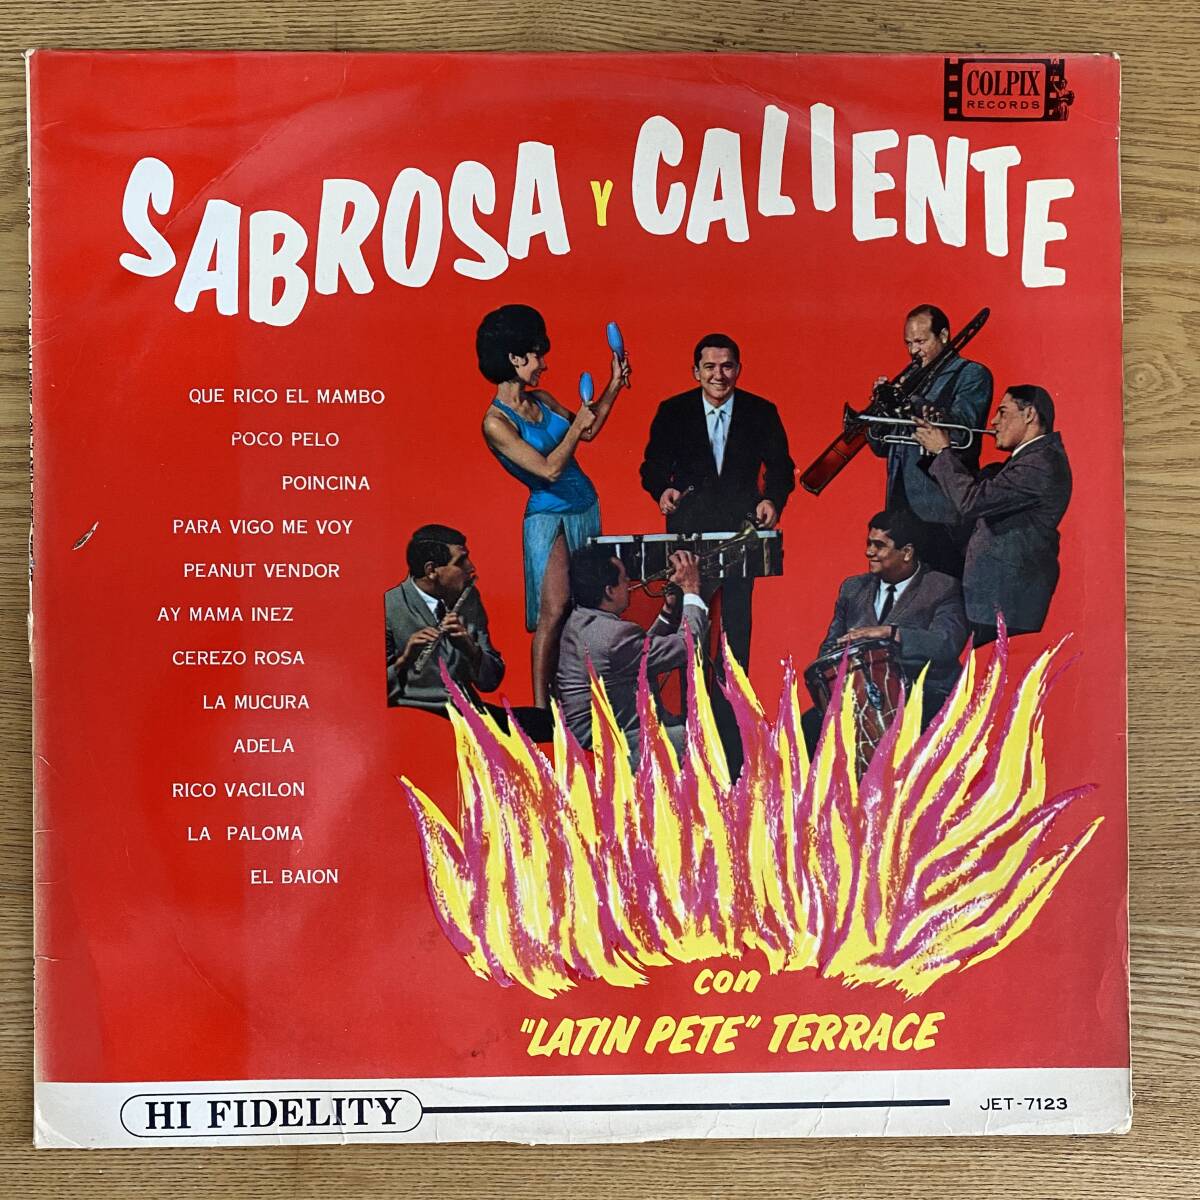 COLPIX
RECORDS
SABROSA Y CALIENTE
QUE RICO EL MAMBO
POCO PELO
POINCINA
PARA VIGO ME VOY
PEANUT VENDOR
AY MAMA INEZ
CEREZO ROSA
LA MUCURA
ADELA
RICO VACILON
LA PALOMA
EL BAION
con
"LATIN PETE" TERRACE
HI FIDELITY
JET-7123